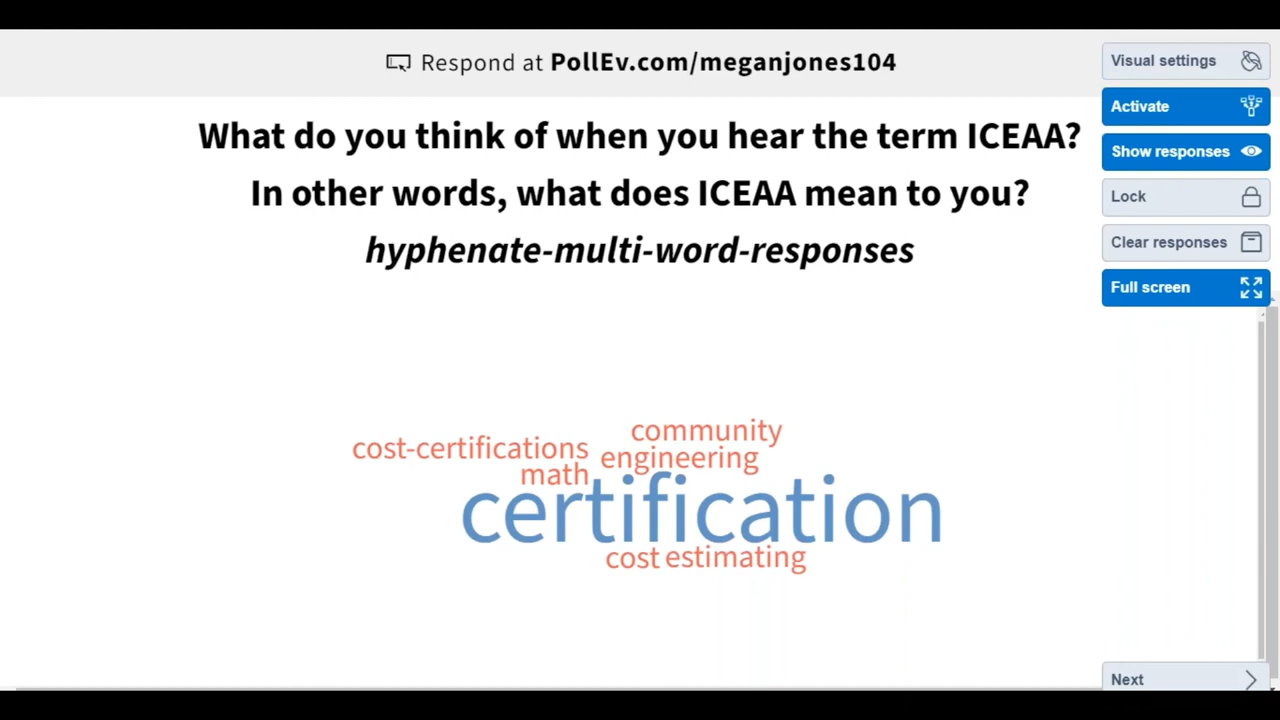 Respond at PollEv.com/meganjones104
Visual settings
What do you think of when you hear the term ICEAA?
In other words, what does ICEAA mean to you?
hyphenate-multi-word-responses
Activate
Show responses
Lock
Clear responses
Full screen
community
cost-certifications
engineering
math
certification
cost estimating
Next